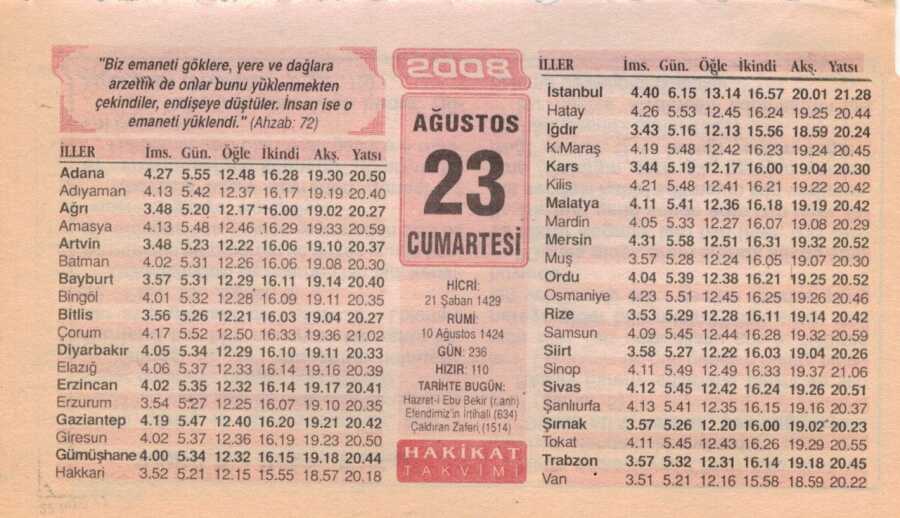 "Biz emaneti göklere, yere ve dağlara
arzettik de onlar bunu yüklenmekten
çekindiler, endişeye düştüler. İnsan ise o
emaneti yüklendi." (Ahzab: 72)
İLLER İms. Gün. Öğle İkindi Akş. Yatsı
Adana 4.27 5.55 12.48 16.28 19.30 20.50
Adıyaman 4.13 5.42 12.37 16.17 19.19 20.40
Ağrı 3.48 5.20 12.17 16.00 19.02 20.27
Amasya 4.13 5.48 12.46 16.29 19.33 20.59
Artvin 3.48 5.23 12.22 16.06 19.10 20.37
Batman 4.02 5.31 12.26 16.06 19.08 20.30
Bayburt 3.57 5.31 12.29 16.11 19.14 20.40
Bingöl 4.01 5.32 12.28 16.09 19.11 20.35
Bitlis 3.56 5.26 12.21 16.03 19.04 20.27
Çorum 4.17 5.52 12.50 16.33 19.36 21.02
Diyarbakır 4.05 5.34 12.29 16.10 19.11 20.33
Elazığ 4.06 5.37 12.33 16.14 19.16 20.39
Erzincan 4.02 5.35 12.32 16.14 19.17 20.41
Erzurum 3.54 5.27 12.25 16.07 19.10 20.35
Gaziantep 4.19 5.47 12.40 16.20 19.21 20.42
Giresun 4.02 5.37 12.36 16.19 19.23 20.50
Gümüşhane 4.00 5.34 12.32 16.15 19.18 20.44
Hakkari 3.52 5.21 12.15 15.55 18.57 20.18
2008
AĞUSTOS
23
CUMARTESİ
HİCRİ:
21 Şaban 1429
RUMİ:
10 Ağustos 1424
GÜN: 236
HIZIR: 110
TARİHTE BUGÜN:
Hazret-i Ebu Bekir (r.anh)
Efendimiz'in İrtihali (634)
Çaldıran Zaferi (1514)
HAKİKAT
TAKVİMİ
İLLER İms. Gün. Öğle İkindi Akş. Yatsı
İstanbul 4.40 6.15 13.14 16.57 20.01 21.28
Hatay 4.26 5.53 12.45 16.24 19.25 20.44
Iğdır 3.43 5.16 12.13 15.56 18.59 20.24
K.Maraş 4.19 5.48 12.42 16.23 19.24 20.45
Kars 3.44 5.19 12.17 16.00 19.04 20.30
Kilis 4.21 5.48 12.41 16.21 19.22 20.42
Malatya 4.11 5.41 12.36 16.18 19.19 20.42
Mardin 4.05 5.33 12.27 16.07 19.08 20.29
Mersin 4.31 5.58 12.51 16.31 19.32 20.52
Muş 3.57 5.28 12.24 16.05 19.07 20.30
Ordu 4.04 5.39 12.38 16.21 19.25 20.52
Osmaniye 4.23 5.51 12.45 16.25 19.26 20.46
Rize 3.53 5.29 12.28 16.11 19.14 20.42
Samsun 4.09 5.45 12.44 16.28 19.32 20.59
Siirt 3.58 5.27 12.22 16.03 19.04 20.26
Sinop 4.11 5.49 12.49 16.33 19.37 21.06
Sivas 4.12 5.45 12.42 16.24 19.26 20.51
Şanlıurfa 4.13 5.41 12.35 16.15 19.16 20.37
Şırnak 3.57 5.26 12.20 16.00 19.02 20.23
Tokat 4.11 5.45 12.43 16.26 19.29 20.55
Trabzon 3.57 5.32 12.31 16.14 19.18 20.45
Van 3.51 5.21 12.16 15.58 18.59 20.22